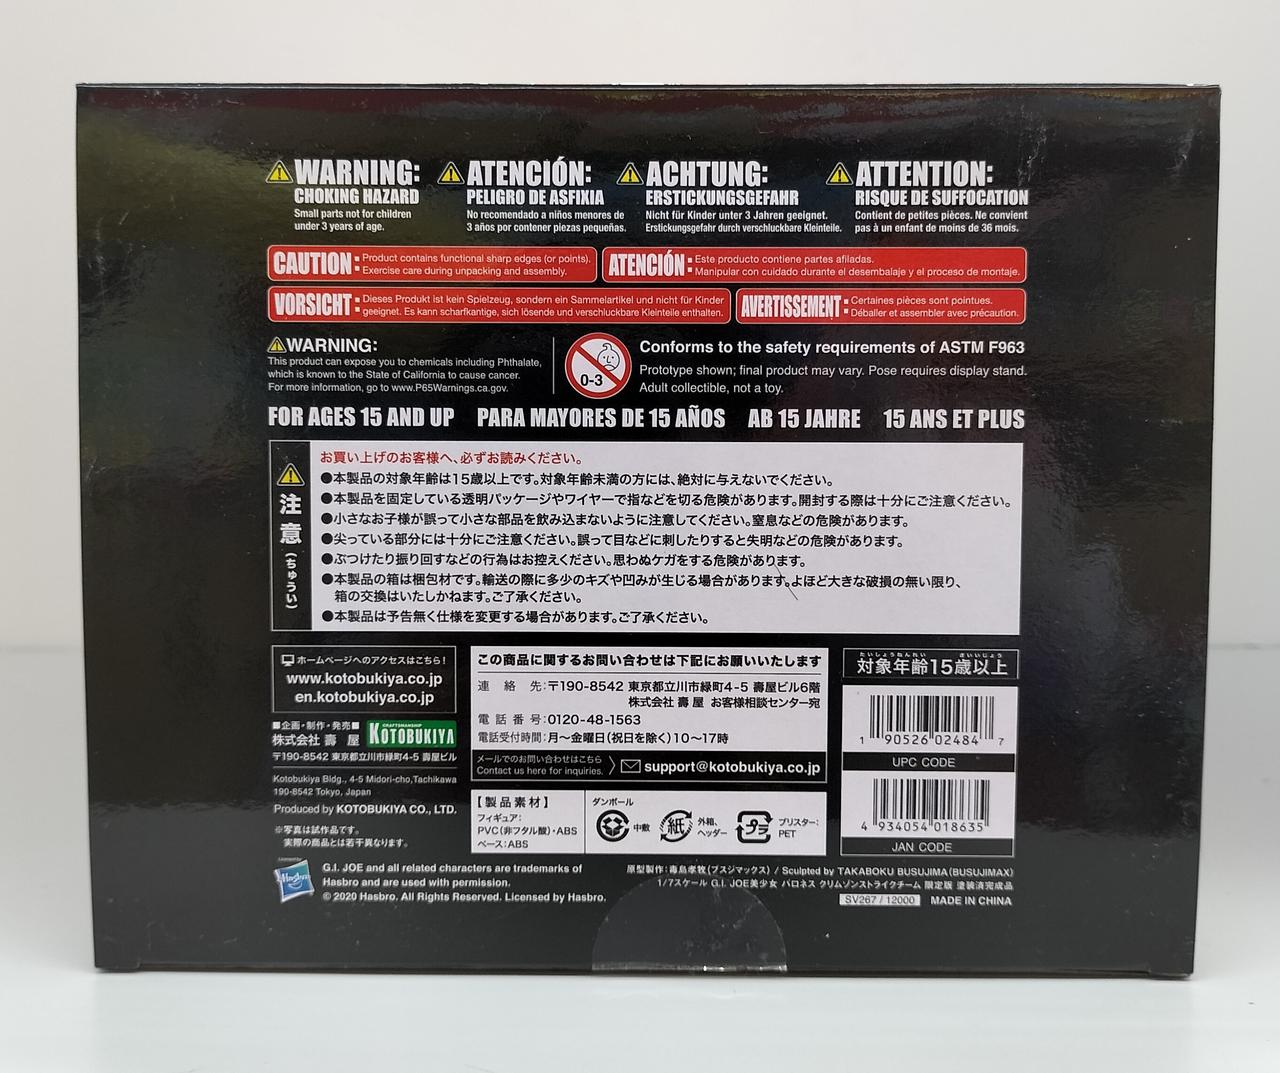 WARNING:
CHOKING HAZARD
Small parts not for children
under 3 years of age.
ATENCIÓN:
PELIGRO DE ASFIXIA
No recomendado a niños menores de
3 años por contener piezas pequeñas.
ACHTUNG:
ERSTICKUNGSGEFAHR
Nicht für Kinder unter 3 Jahren geeignet.
Erstickungsgefahr durch verschluckbare Kleinteile.
ATTENTION:
RISQUE DE SUFFOCATION
Contient de petites pièces. Ne convient
pas à un enfant de moins de 36 mois.
CAUTION: Product contains functional sharp edges (or points).
Exercise care during unpacking and assembly.
ATENCIÓN: Este producto contiene partes afiladas.
Manipular con cuidado durante el desembalaje y el proceso de montaje.
VORSICHT: Dieses Produkt ist kein Spielzeug, sondern ein Sammelartikel und nicht für Kinder
geeignet. Es kann scharfkantige, sich lösende und verschluckbare Kleinteile enthalten.
AVERTISSEMENT: Certaines pièces sont pointues.
Déballer et assembler avec précaution.
WARNING:
This product can expose you to chemicals including Phthalate,
which is known to the State of California to cause cancer.
For more information, go to www.P65Warnings.ca.gov.
0-3
Conforms to the safety requirements of ASTM F963
Prototype shown; final product may vary. Pose requires display stand.
Adult collectible, not a toy.
FOR AGES 15 AND UP PARA MAYORES DE 15 AÑOS AB 15 JAHRE 15 ANS ET PLUS
注意(ちゅうい)
お買い上げのお客様へ、必ずお読みください。
●本製品の対象年齢は15歳以上です。対象年齢未満の方には、絶対に与えないでください。
●本製品を固定している透明パッケージやワイヤーで指などを切る危険があります。開封する際は十分にご注意ください。
●小さなお子様が誤って小さな部品を飲み込まないように注意してください。窒息などの危険があります。
●尖っている部分には十分にご注意ください。誤って目などに刺したりすると失明などの危険があります。
●ぶつけたり振り回すなどの行為はお控えください。思わぬケガをする危険があります。
●本製品の箱は梱包材です。輸送の際に多少のキズや凹みが生じる場合があります。よほど大きな破損の無い限り、
箱の交換はいたしかねます。ご了承ください。
●本製品は予告無く仕様を変更する場合があります。ご了承ください。
ホームページへのアクセスはこちら!
www.kotobukiya.co.jp
en.kotobukiya.co.jp
■企画・制作・発売■
株式会社 壽 屋
CRAFTSMANSHIP
KOTOBUKIYA
〒190-8542 東京都立川市緑町4-5 壽屋ビル
Kotobukiya Bldg., 4-5 Midori-cho,Tachikawa
190-8542 Tokyo, Japan
Produced by KOTOBUKIYA CO., LTD.
※写真は試作品です。
実際の商品とは若干異なります。
この商品に関するお問い合わせは下記にお願いいたします
連絡先:〒190-8542 東京都立川市緑町4-5 壽屋ビル6階
株式会社 壽 屋 お客様相談センター宛
電話番号:0120-48-1563
電話受付時間:月〜金曜日(祝日を除く)10〜17時
メールでのお問い合わせはこちら
Contact us here for inquiries.
support@kotobukiya.co.jp
【製品素材】
フィギュア:
PVC(非フタル酸)・ABS
ベース:ABS
ダンボール
中敷
紙
外箱、
ヘッダー
プラ
ブリスター:
PET
たいしょうねんれい さいいじょう
対象年齢15歳以上
1 90526 02484 7
UPC CODE
4 934054 018635
JAN CODE
Licensed by
Hasbro
G.I. JOE and all related characters are trademarks of
Hasbro and are used with permission.
© 2020 Hasbro. All Rights Reserved. Licensed by Hasbro.
原型製作:毒島孝牧(ブスジマックス) / Sculpted by TAKABOKU BUSUJIMA(BUSUJIMAX)
1/7スケール G.I. JOE美少女 バロネス クリムゾンストライクチーム 限定版 塗装済完成品
SV267 / 12000 MADE IN CHINA